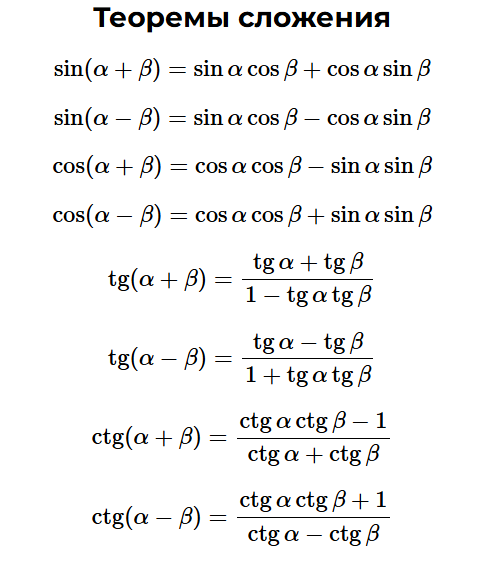 Теоремы сложения
sin(α + β) = sin α cos β + cos α sin β
sin(α − β) = sin α cos β − cos α sin β
cos(α + β) = cos α cos β − sin α sin β
cos(α − β) = cos α cos β + sin α sin β
tg(α + β) = (tg α + tg β) / (1 − tg α tg β)
tg(α − β) = (tg α − tg β) / (1 + tg α tg β)
ctg(α + β) = (ctg α ctg β − 1) / (ctg α + ctg β)
ctg(α − β) = (ctg α ctg β + 1) / (ctg α − ctg β)